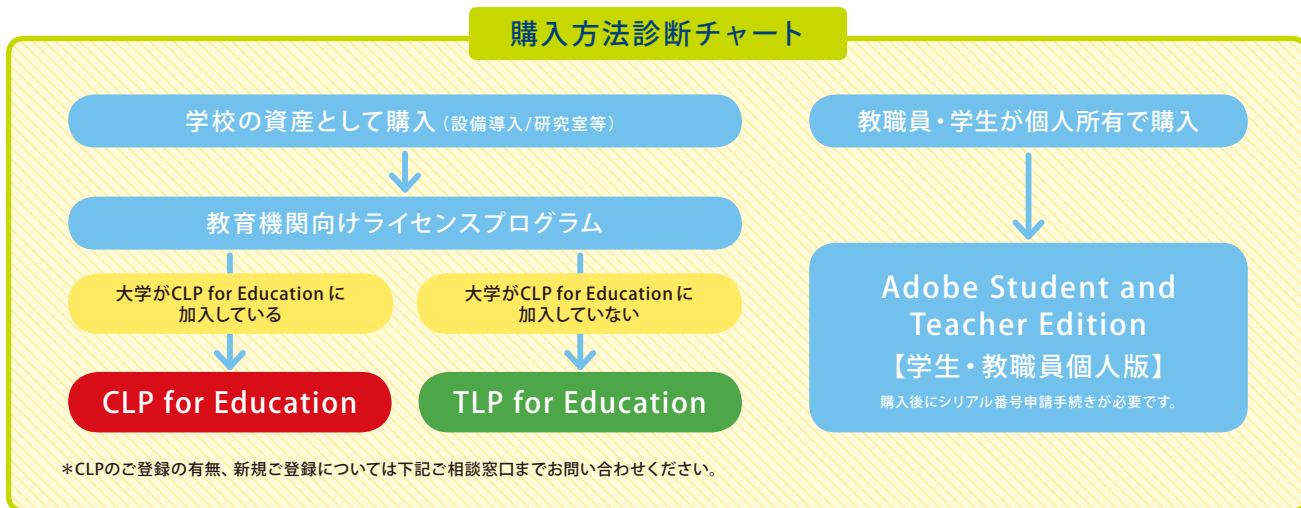 購入方法診断チャート
学校の資産として購入（設備導入/研究室等）
教育機関向けライセンスプログラム
大学がCLP for Education に
加入している
大学がCLP for Educationに
加入していない
CLP for Education
TLP for Education
＊CLPのご登録の有無、新規ご登録については下記ご相談窓口までお問い合わせください。
教職員・学生が個人所有で購入
Adobe Student and
Teacher Edition
【学生・教職員個人版】
購入後にシリアル番号申請手続きが必要です。